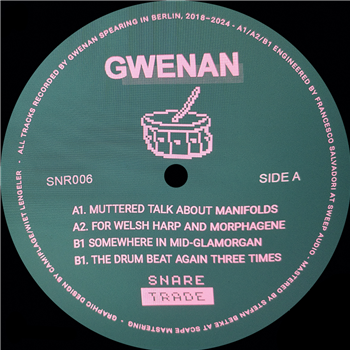 GWENAN
SNR006
SIDE A
A1. MUTTERED TALK ABOUT MANIFOLDS
A2. FOR WELSH HARP AND MORPHAGENE
B1 SOMEWHERE IN MID-GLAMORGAN
B1. THE DRUM BEAT AGAIN THREE TIMES
SNARE
TRADE
• ALL TRACKS RECORDED BY GWENAN SPEARING IN BERLIN, 2018-2024 - A1/A2/B1 ENGINEERED BY FRANCESCO SALVADORI AT SWEEP AUDIO • MASTERED BY STEFAN BETKE AT SCAPE MASTERING • GRAPHIC DESIGN BY CAMIFLAGE/WIET LENGELER